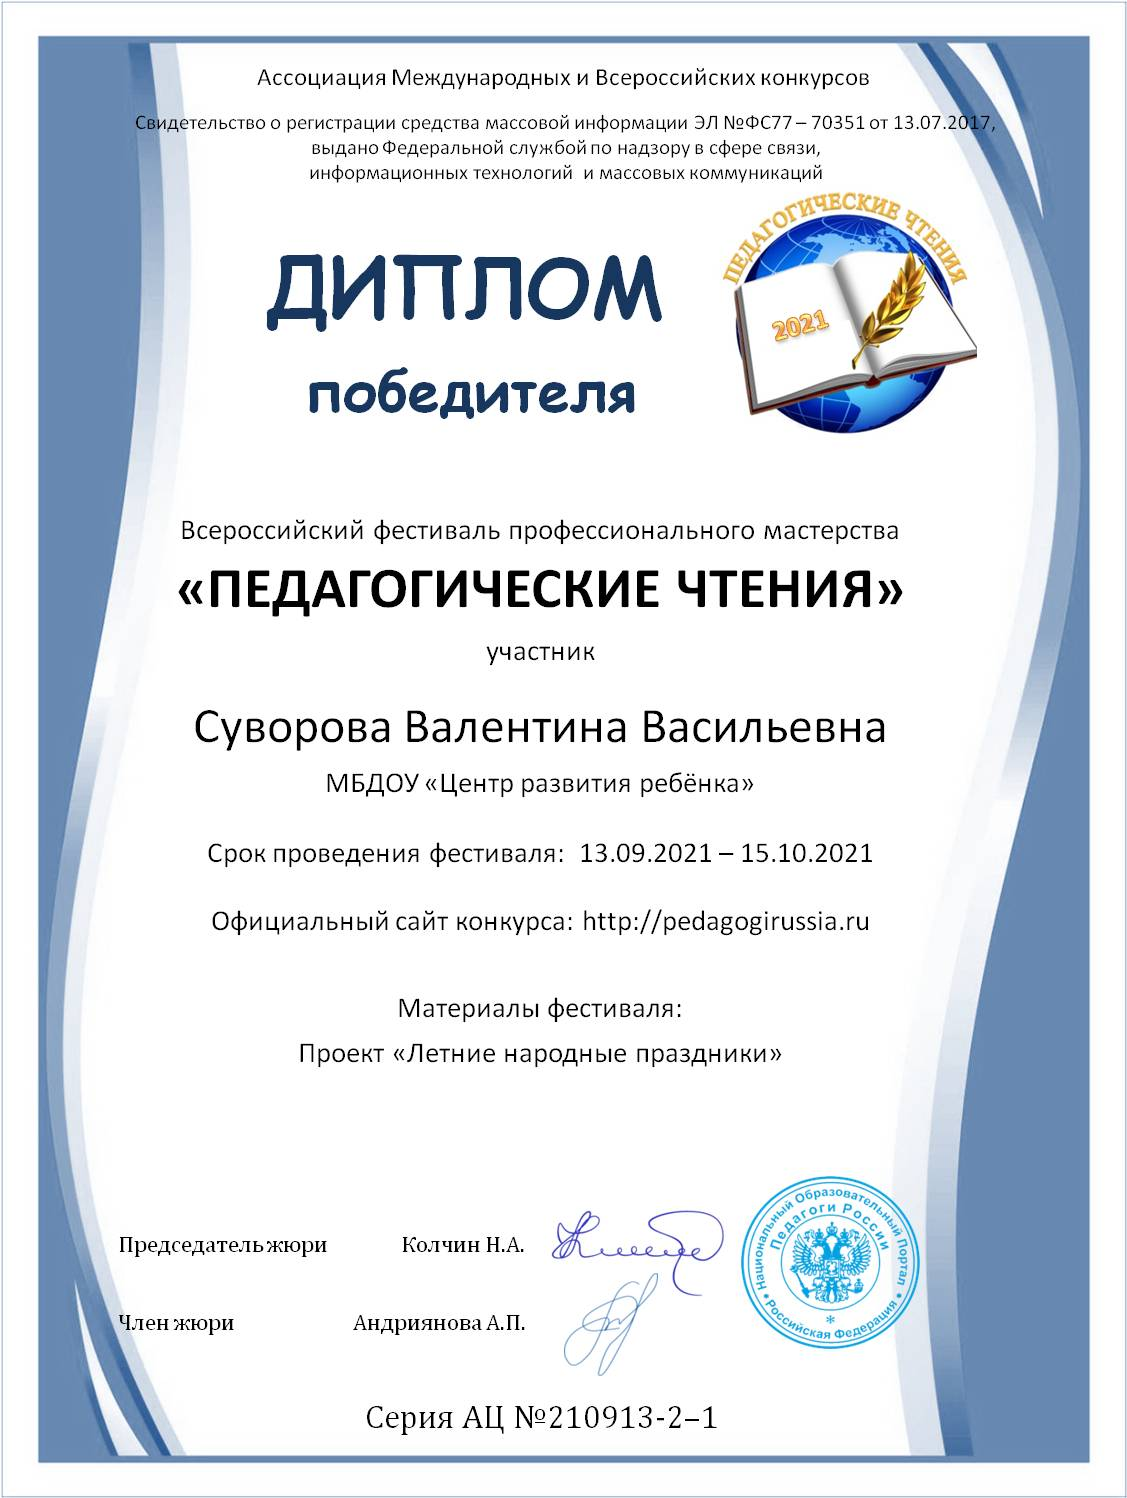 Ассоциация Международных и Всероссийских конкурсов
Свидетельство о регистрации средства массовой информации ЭЛ №ФС77 – 70351 от 13.07.2017,
выдано Федеральной службой по надзору в сфере связи,
информационных технологий и массовых коммуникаций
ПЕДАГОГИЧЕСКИЕ ЧТЕНИЯ
2021
ДИПЛОМ
победителя
Всероссийский фестиваль профессионального мастерства
«ПЕДАГОГИЧЕСКИЕ ЧТЕНИЯ»
участник
Суворова Валентина Васильевна
МБДОУ «Центр развития ребёнка»
Срок проведения фестиваля: 13.09.2021 – 15.10.2021
Официальный сайт конкурса: http://pedagogirussia.ru
Материалы фестиваля:
Проект «Летние народные праздники»
Председатель жюри Колчин Н.А.
Член жюри Андриянова А.П.
Национальный Образовательный Портал
Педагоги России
Российская Федерация
Серия АЦ №210913-2–1